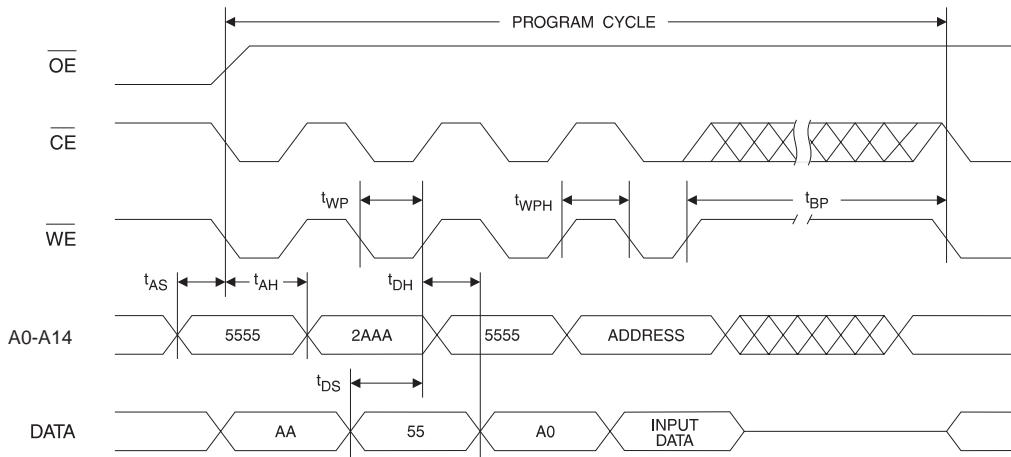 PROGRAM CYCLE
OE
CE
tWP
tWPH
tBP
WE
tAS
tAH
tDH
A0-A14
5555
2AAA
5555
ADDRESS
tDS
DATA
AA
55
A0
INPUT
DATA